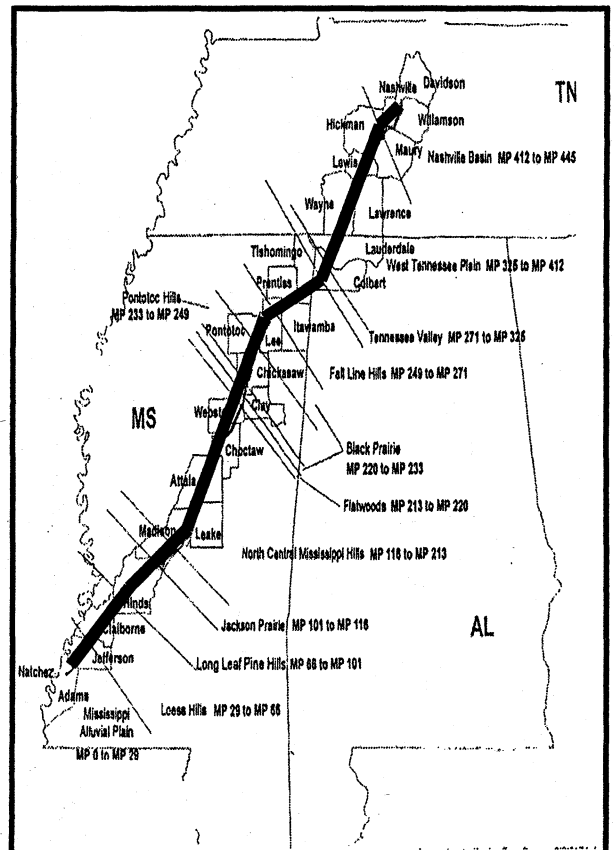 Nashville
Davidson
TN
Hickman
Williamson
Maury
Lewis
Nashville Basin MP 412 to MP 445
Wayne
Lawrence
Tishomingo
Lauderdale
West Tennessee Plain MP 325 to MP 412
Prentiss
Colbert
Pontotoc Hills
MP 233 to MP 249
Itawamba
Pontotoc
Lee
Tennessee Valley MP 271 to MP 325
Chickasaw
Fall Line Hills MP 249 to MP 271
MS
Webst
Clay
Choctaw
Black Prairie
MP 220 to MP 233
Attala
Flatwoods MP 213 to MP 220
Madison
Leake
North Central Mississippi Hills MP 116 to MP 213
Hinds
Claiborne
Jackson Prairie MP 101 to MP 116
AL
Jefferson
Long Leaf Pine Hills MP 66 to MP 101
Natchez
Adams
Mississippi
Alluvial Plain
MP 0 to MP 29
Loess Hills MP 29 to MP 66